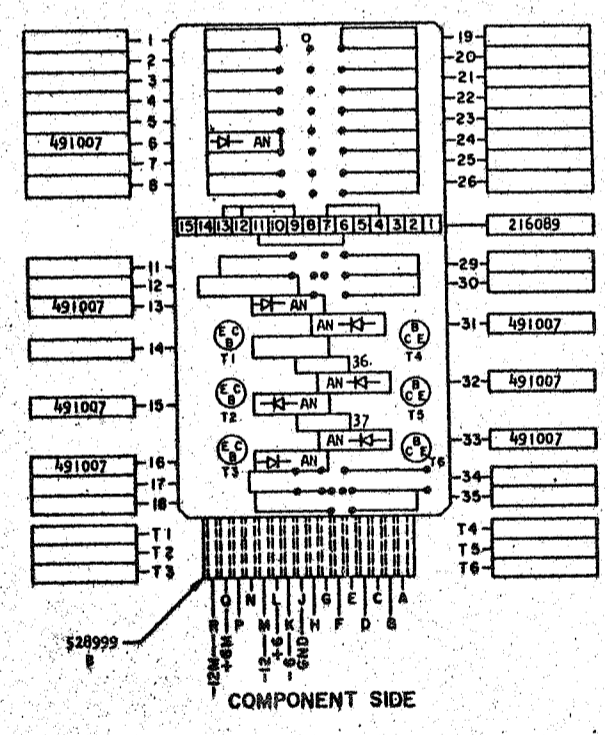 1 19
2 20
3 21
4 22
5 23
491007 6 AN 24
7 25
8 26
15 14 13 12 11 10 9 8 7 6 5 4 3 2 1 216089
11 29
12 30
491007 13 AN
AN 31 491007
E C B B C E
14 T1 T4
36
AN 32 491007
E C B B C E
491007 15 AN
T2 T5
37
AN 33 491007
E C B B C E
491007 16 AN
T3 T6
17 34
18 35
T1 T4
T2 T5
T3 T6
R Q P N M L K J H G F E D C B A
-12M +6M -12 +6 -6 GND
528999
B
COMPONENT SIDE